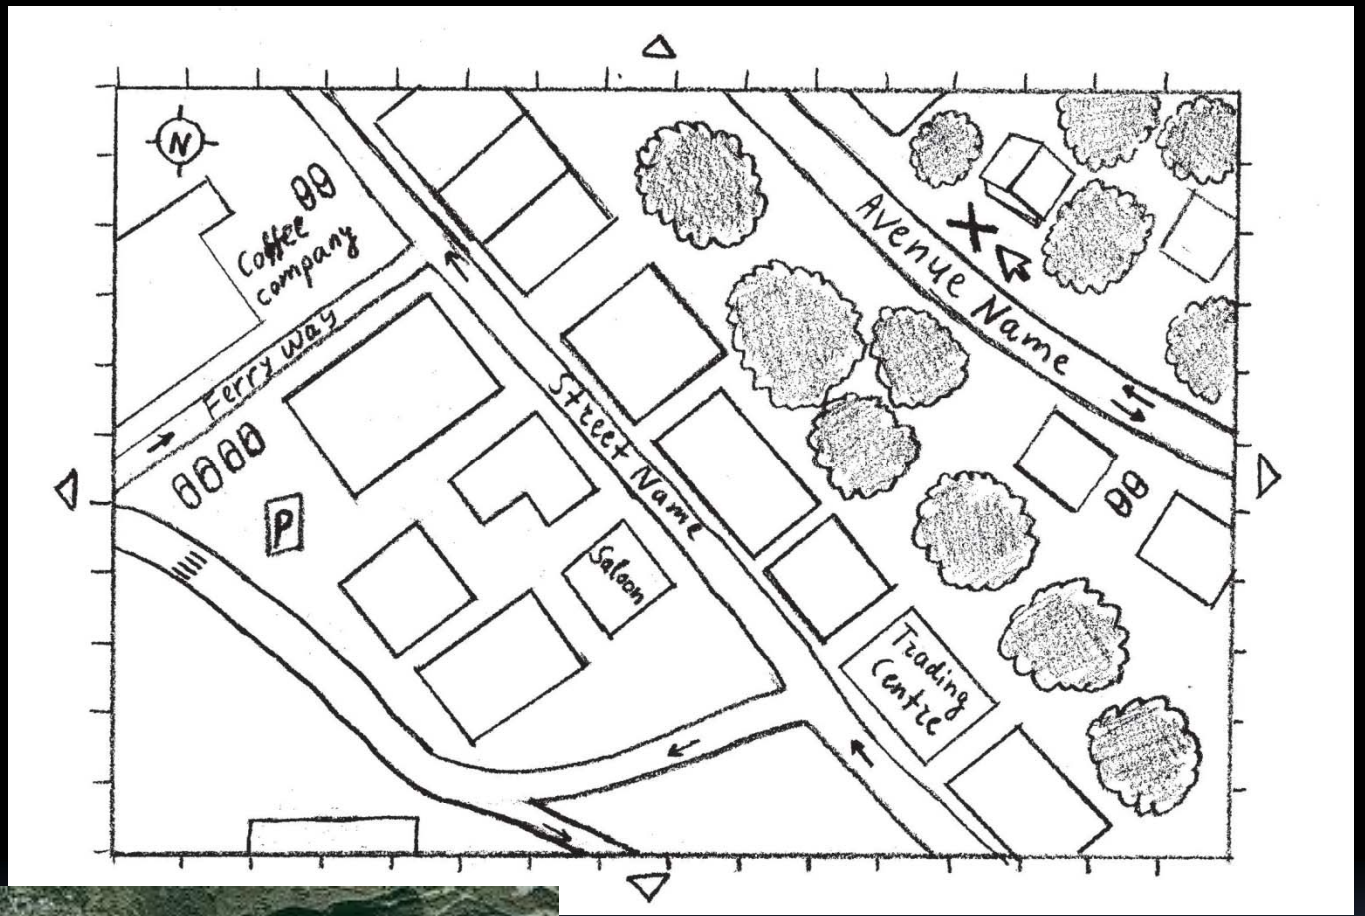 N
Coffee
company
Ferry Way
Avenue Name
Street Name
P
Saloon
Trading
Centre